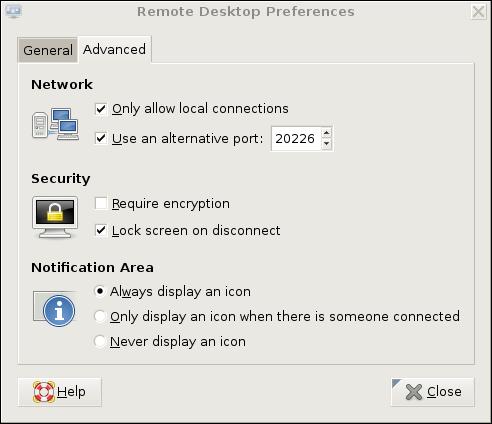 Remote Desktop Preferences
General
Advanced
Network
Only allow local connections
Use an alternative port: 20226
Security
Require encryption
Lock screen on disconnect
Notification Area
Always display an icon
Only display an icon when there is someone connected
Never display an icon
Help
Close